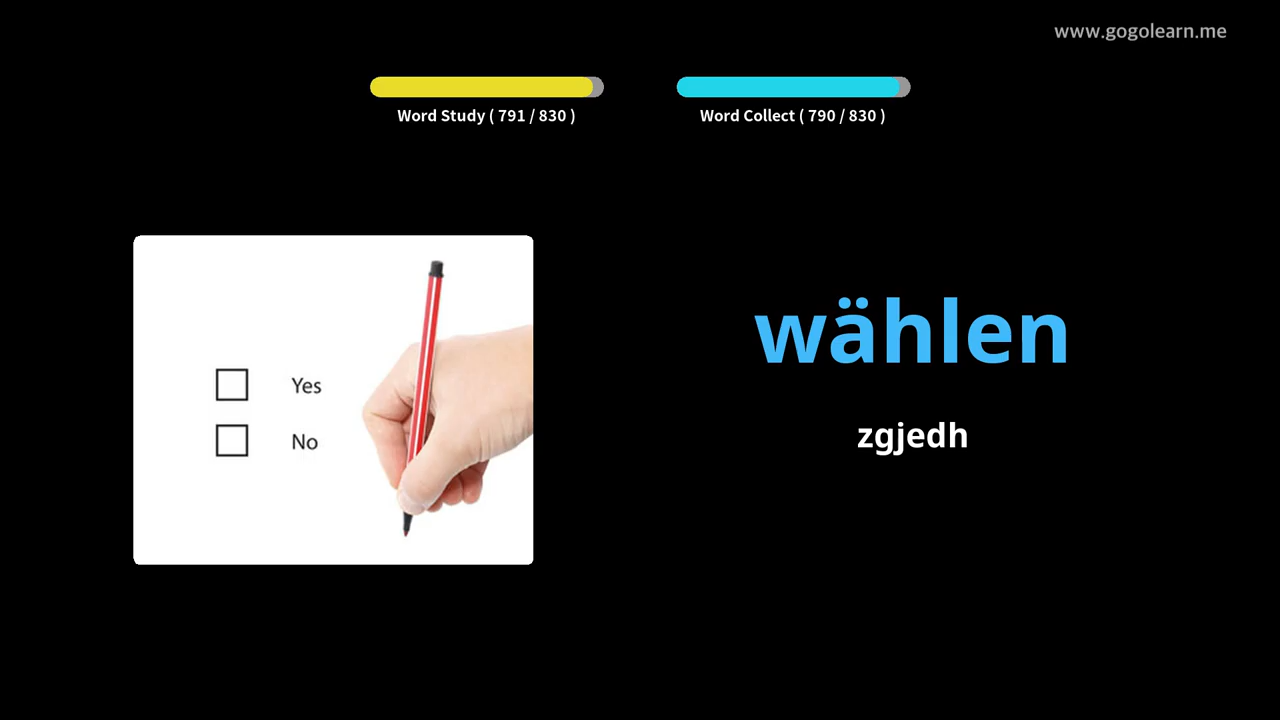 www.gogolearn.me
Word Study ( 791 / 830 )
Word Collect ( 790 / 830 )
wählen
zgjedh
Yes
No